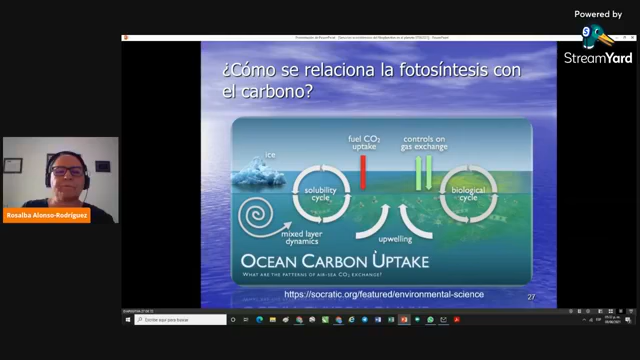 Powered by
StreamYard
¿Cómo se relaciona la fotosíntesis con
el carbono?
ice
fuel CO₂
uptake
controls on
gas exchange
solubility
cycle
biological
cycle
mixed layer
dynamics
upwelling
OCEAN CARBON UPTAKE
WHAT ARE THE PATTERNS OF AIR-SEA CO₂ EXCHANGE?
https://socratic.org/featured/environmental-science
27
Rosalba Alonso-Rodríguez
Escribe aquí para buscar
ESP